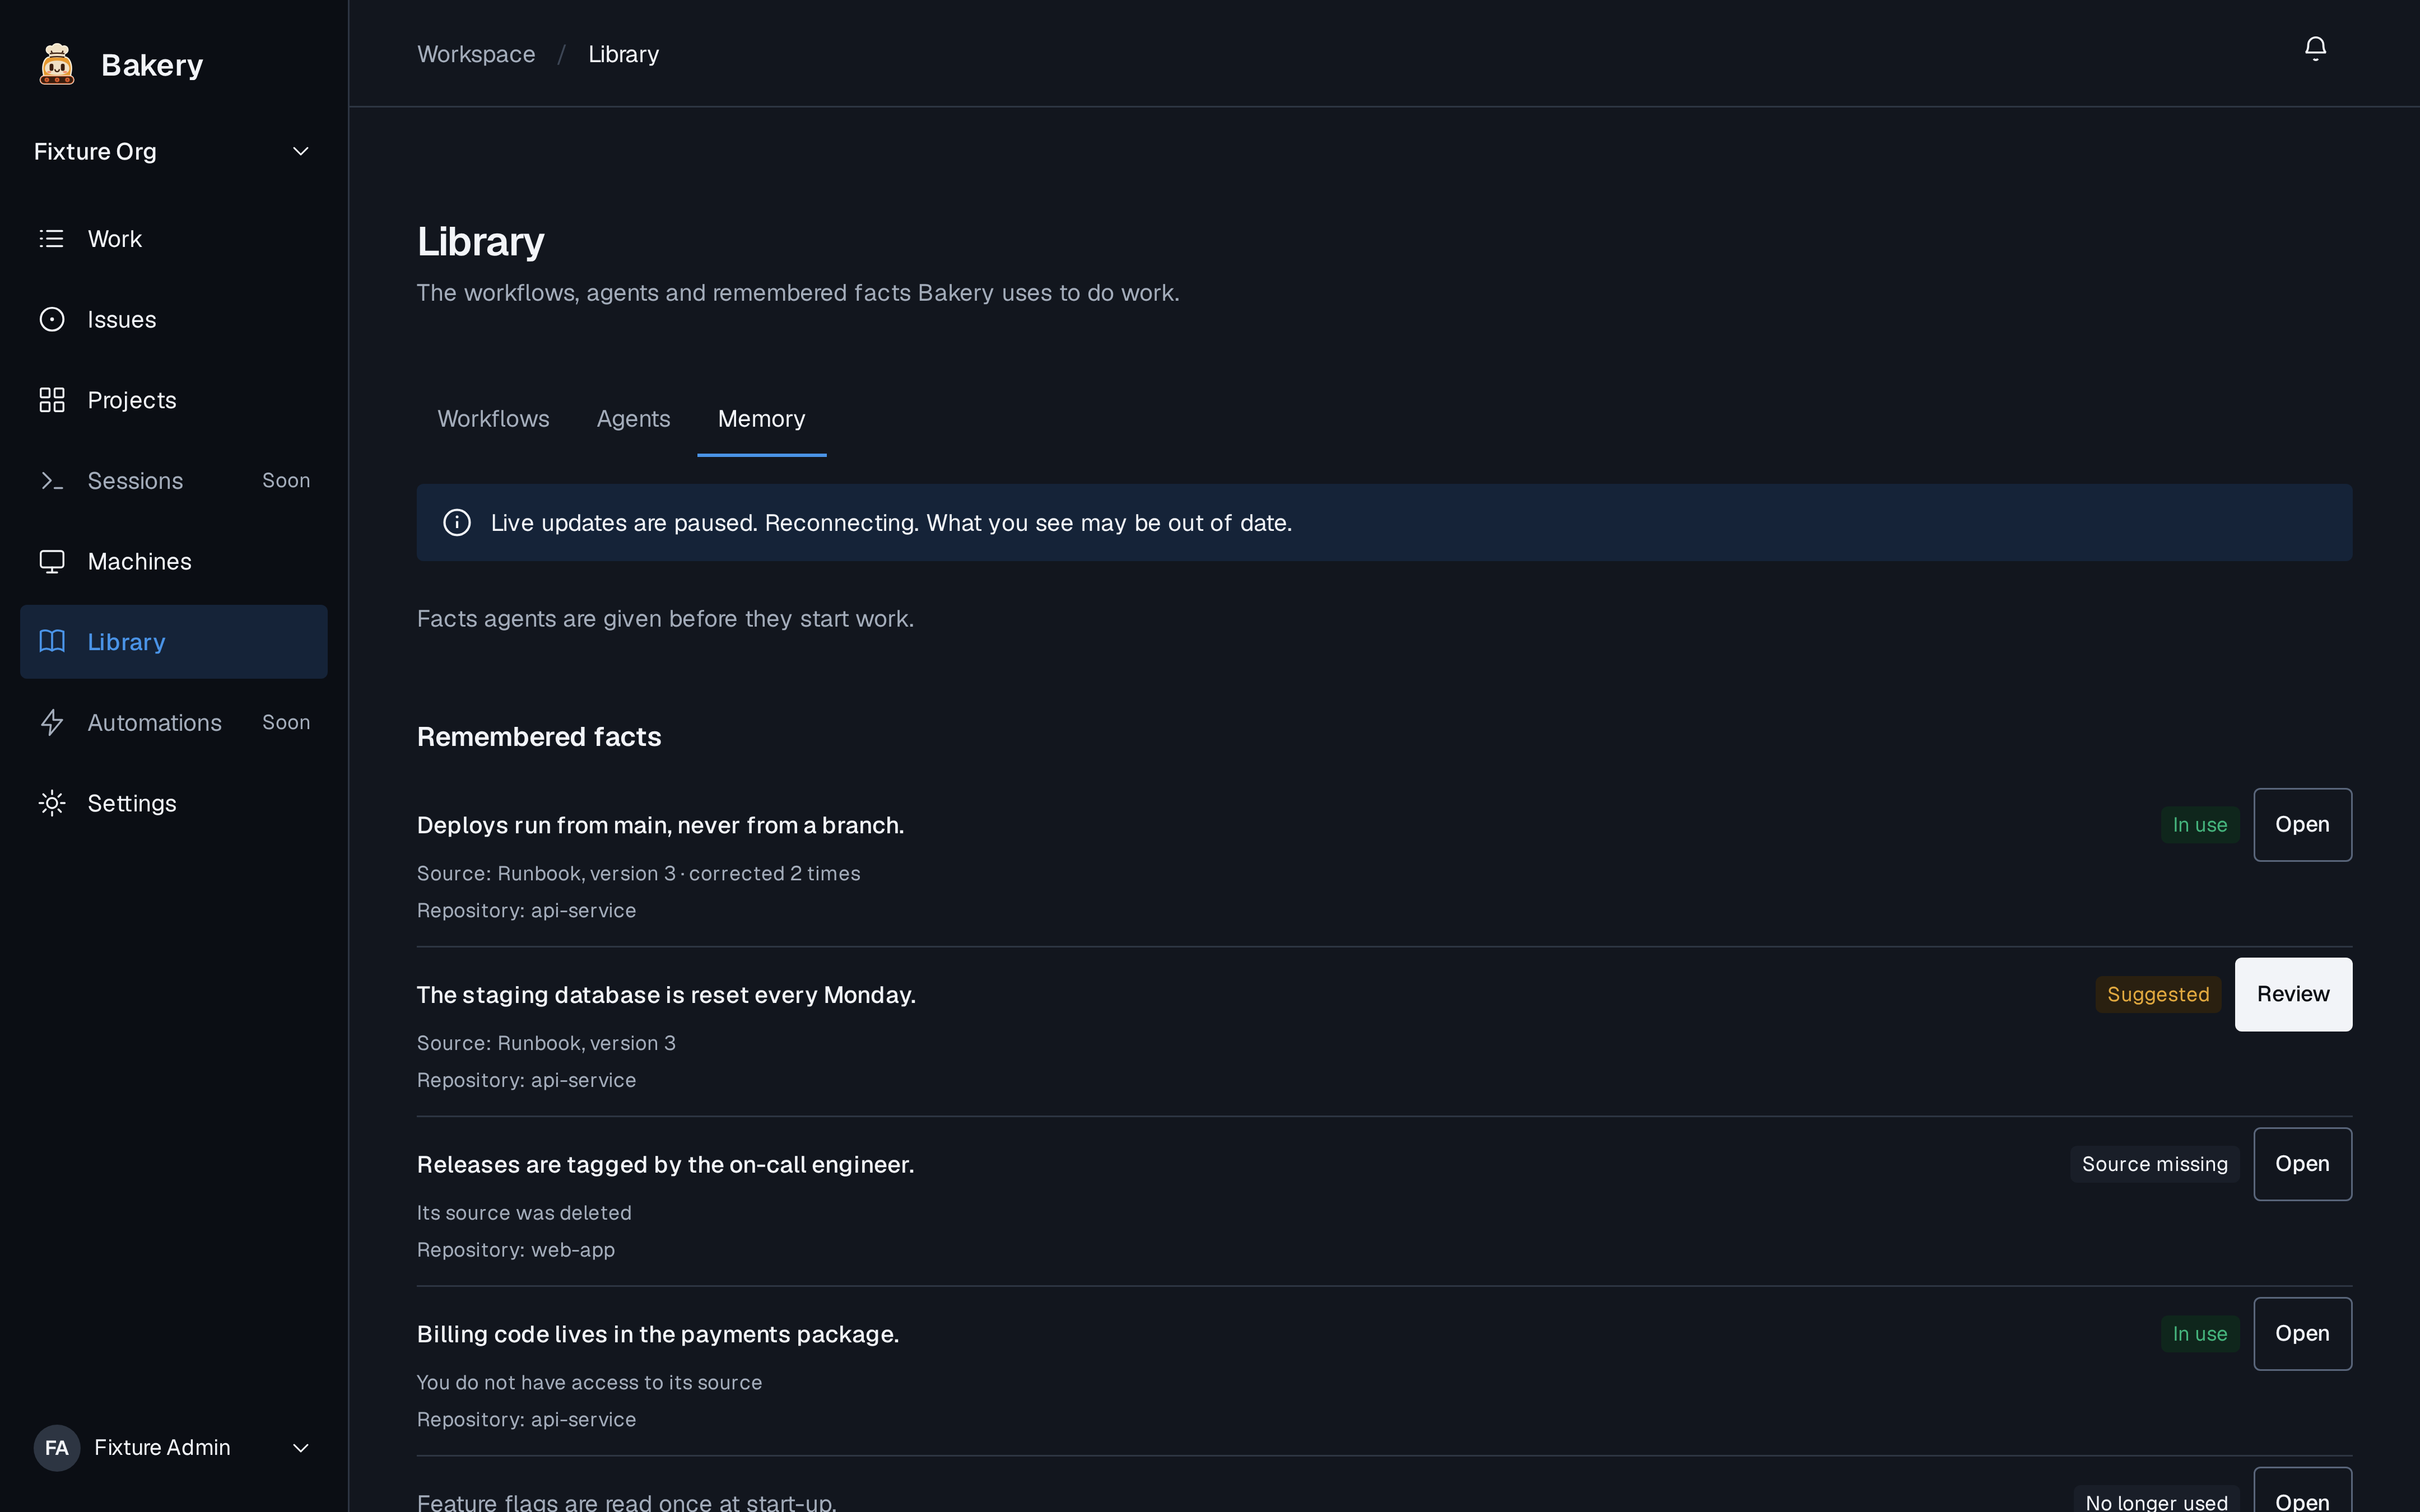 Bakery
Fixture Org
Work
Issues
Projects
Sessions Soon
Machines
Library
Automations Soon
Settings
FA Fixture Admin
Workspace / Library
Library
The workflows, agents and remembered facts Bakery uses to do work.
Workflows Agents Memory
Live updates are paused. Reconnecting. What you see may be out of date.
Facts agents are given before they start work.
Remembered facts
Deploys run from main, never from a branch. In use Open
Source: Runbook, version 3 · corrected 2 times
Repository: api-service
The staging database is reset every Monday. Suggested Review
Source: Runbook, version 3
Repository: api-service
Releases are tagged by the on-call engineer. Source missing Open
Its source was deleted
Repository: web-app
Billing code lives in the payments package. In use Open
You do not have access to its source
Repository: api-service
Feature flags are read once at start-up. No longer used Open